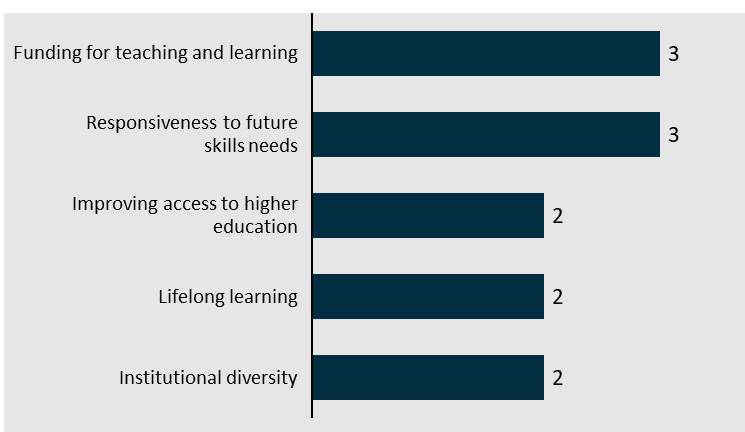 Funding for teaching and learning
3
Responsiveness to future
skills needs
3
Improving access to higher
education
2
Lifelong learning
2
Institutional diversity
2